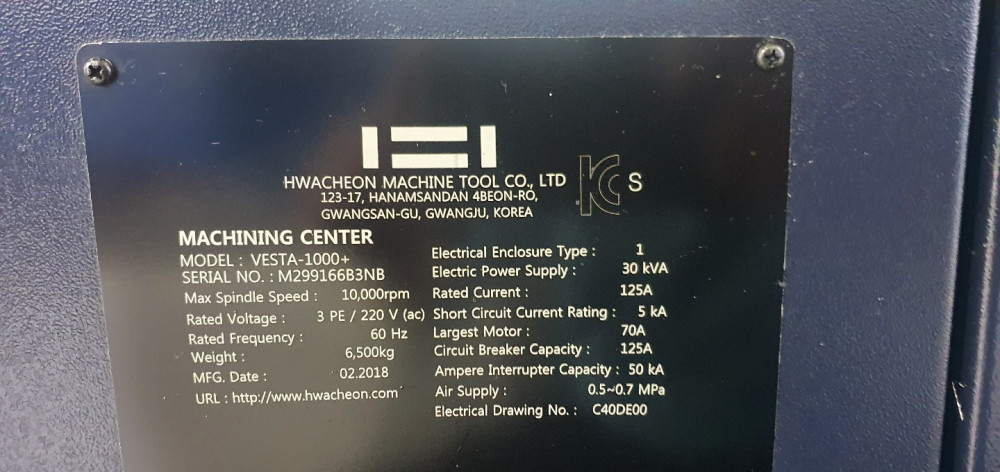 HWACHEON MACHINE TOOL CO., LTD
123-17, HANAMSANDAN 4BEON-RO,
GWANGSAN-GU, GWANGJU, KOREA
KC S
MACHINING CENTER
MODEL : VESTA-1000+
SERIAL NO. : M299166B3NB
Max Spindle Speed : 10,000rpm
Rated Voltage : 3 PE / 220 V (ac)
Rated Frequency : 60 Hz
Weight : 6,500kg
MFG. Date : 02.2018
URL : http://www.hwacheon.com
Electrical Enclosure Type : 1
Electric Power Supply : 30 kVA
Rated Current : 125A
Short Circuit Current Rating : 5 kA
Largest Motor : 70A
Circuit Breaker Capacity : 125A
Ampere Interrupter Capacity : 50 kA
Air Supply : 0.5~0.7 MPa
Electrical Drawing No. : C40DE00